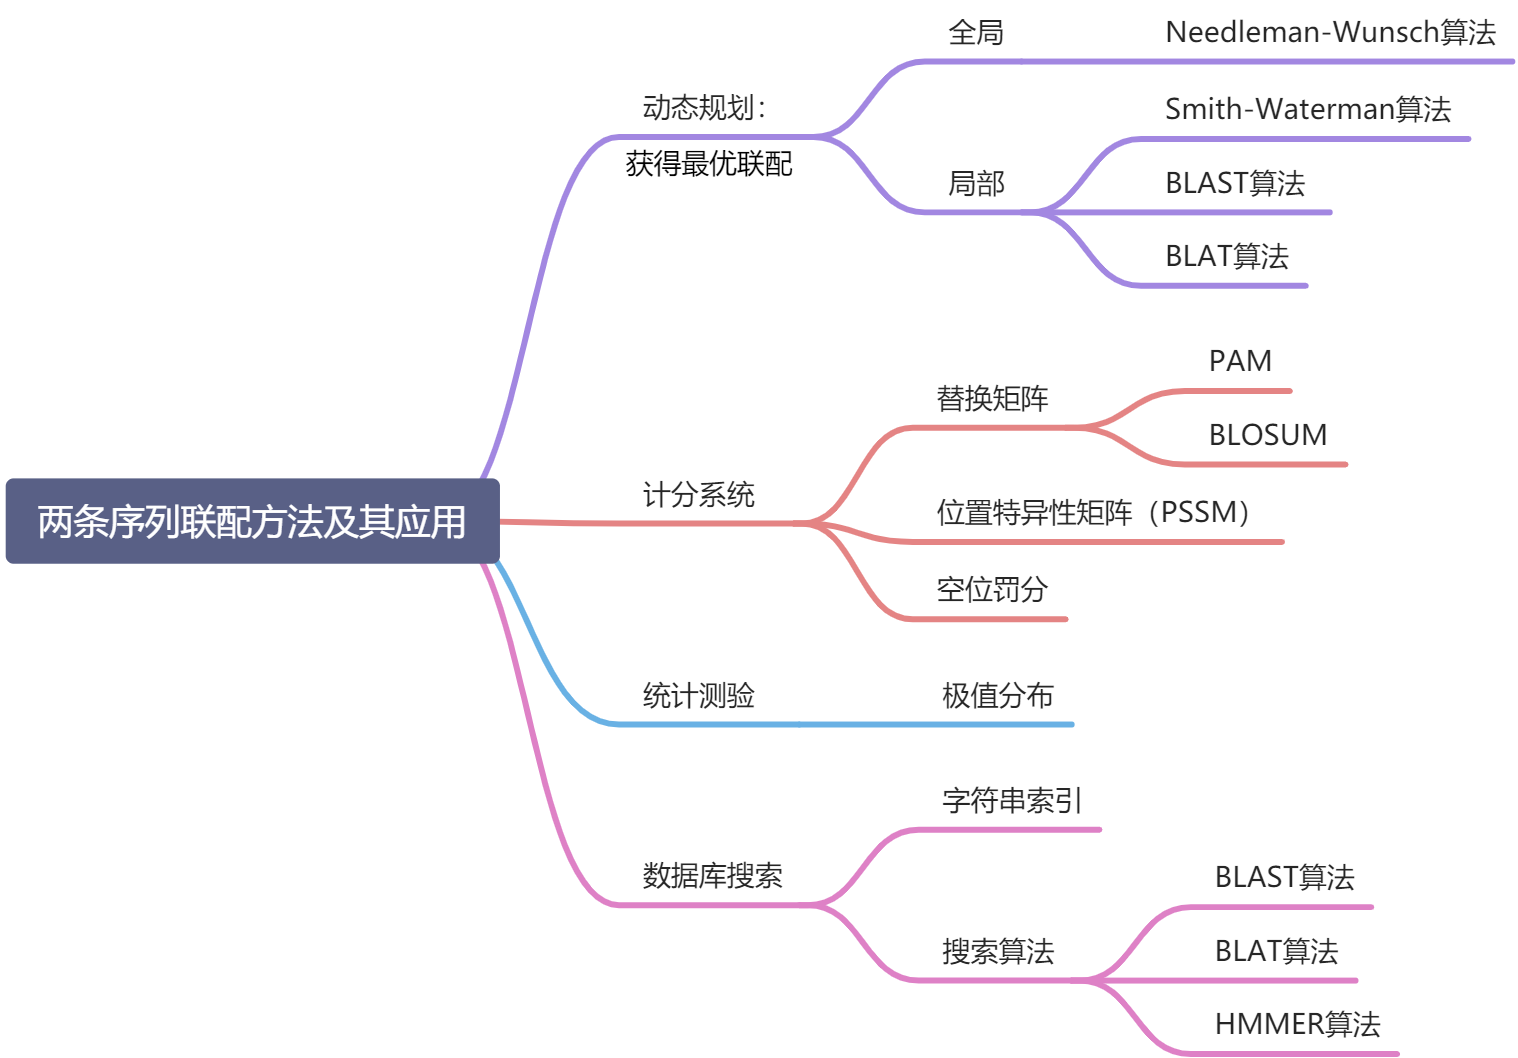 两条序列联配方法及其应用
动态规划：
获得最优联配
全局
Needleman-Wunsch算法
局部
Smith-Waterman算法
BLAST算法
BLAT算法
计分系统
替换矩阵
PAM
BLOSUM
位置特异性矩阵（PSSM）
空位罚分
统计测验
极值分布
数据库搜索
字符串索引
搜索算法
BLAST算法
BLAT算法
HMMER算法